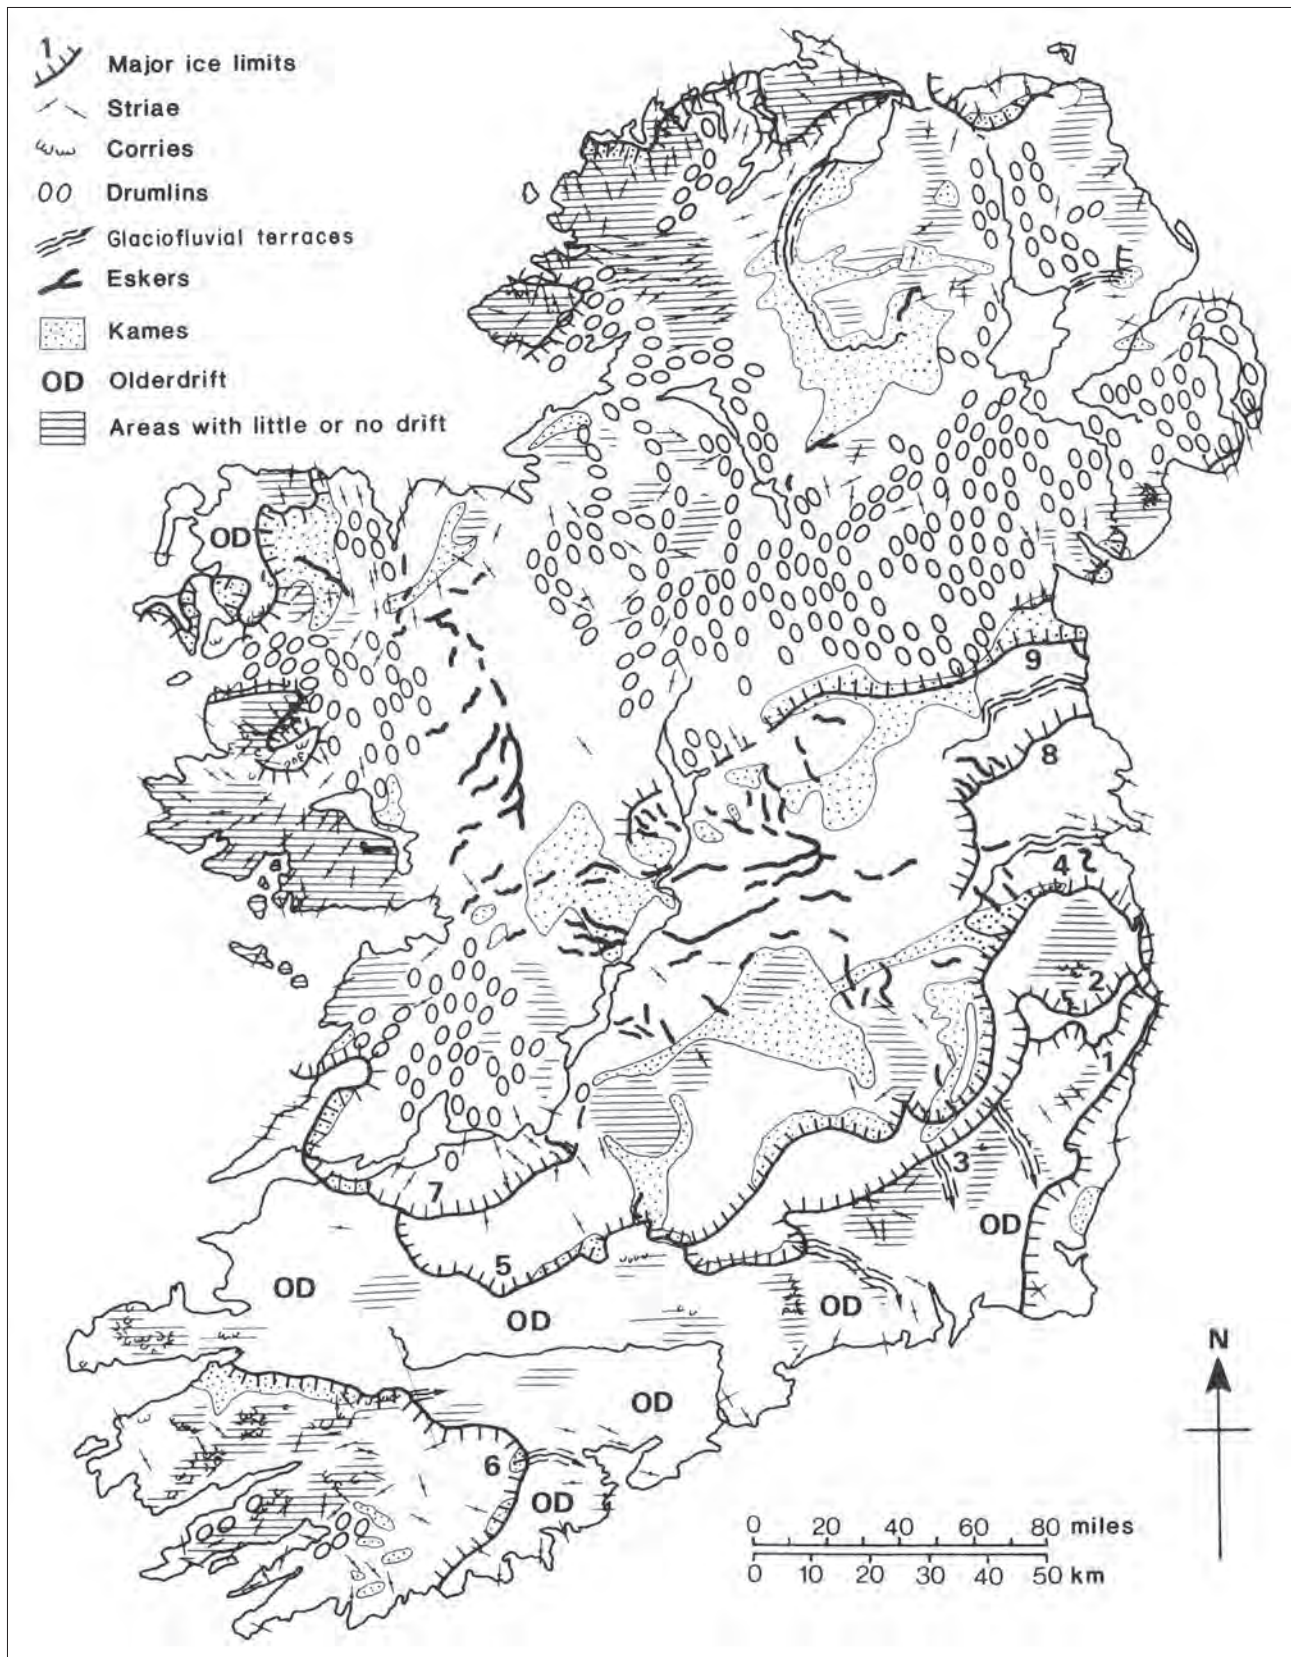 1
Major ice limits
Striae
Corries
Drumlins
Glaciofluvial terraces
Eskers
Kames
OD Olderdrift
Areas with little or no drift
OD
9
8
4
2
1
3
OD
7
5
OD
OD
OD
OD
6
OD
N
0 20 40 60 80 miles
0 10 20 30 40 50 km